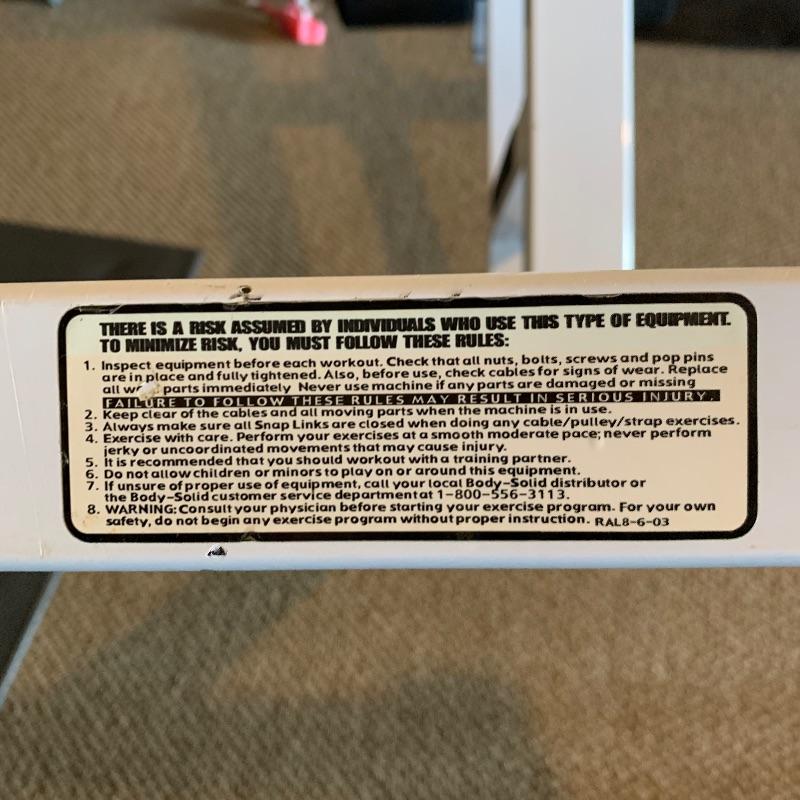 THERE IS A RISK ASSUMED BY INDIVIDUALS WHO USE THIS TYPE OF EQUIPMENT.
TO MINIMIZE RISK, YOU MUST FOLLOW THESE RULES:
1. Inspect equipment before each workout. Check that all nuts, bolts, screws and pop pins
are in place and fully tightened. Also, before use, check cables for signs of wear. Replace
all parts immediately Never use machine if any parts are damaged or missing
FAILURE TO FOLLOW THESE RULES MAY RESULT IN SERIOUS INJURY.
2. Keep clear of the cables and all moving parts when the machine is in use.
3. Always make sure all Snap Links are closed when doing any cable/pulley/strap exercises.
4. Exercise with care. Perform your exercises at a smooth moderate pace; never perform
jerky or uncoordinated movements that may cause injury.
5. It is recommended that you should workout with a training partner.
6. Do not allow children or minors to play on or around this equipment.
7. If unsure of proper use of equipment, call your local Body-Solid distributor or
the Body-Solid customer service department at 1-800-556-3113.
8. WARNING: Consult your physician before starting your exercise program. For your own
safety, do not begin any exercise program without proper instruction. RAL8-6-03